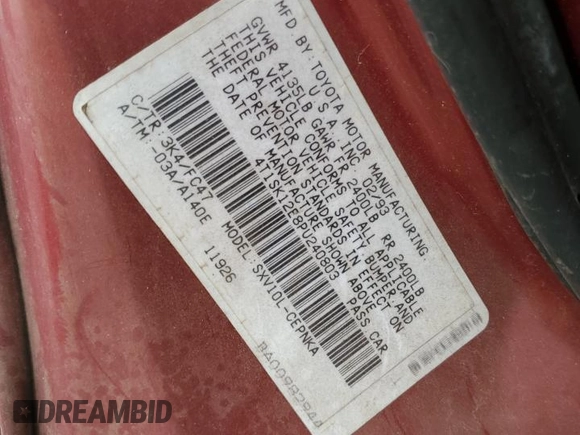 MFD BY: TOYOTA MOTOR MANUFACTURING.
U S A. INC. 02/93
GVWR 4135LB GAWR FR 2400LB RR 2400LB
THIS VEHICLE CONFORMS TO ALL APPLICABLE
FEDERAL MOTOR VEHICLE SAFETY BUMPER AND
THEFT PREVENTION STANDARDS IN EFFECT ON
THE DATE OF MANUFACTURE SHOWN ABOVE
PASS CAR
C/TR: 3K4/FC47
A/TM: -03A/A140E 11926
MODEL: SXV10L-CEPNKA
DREAMBID